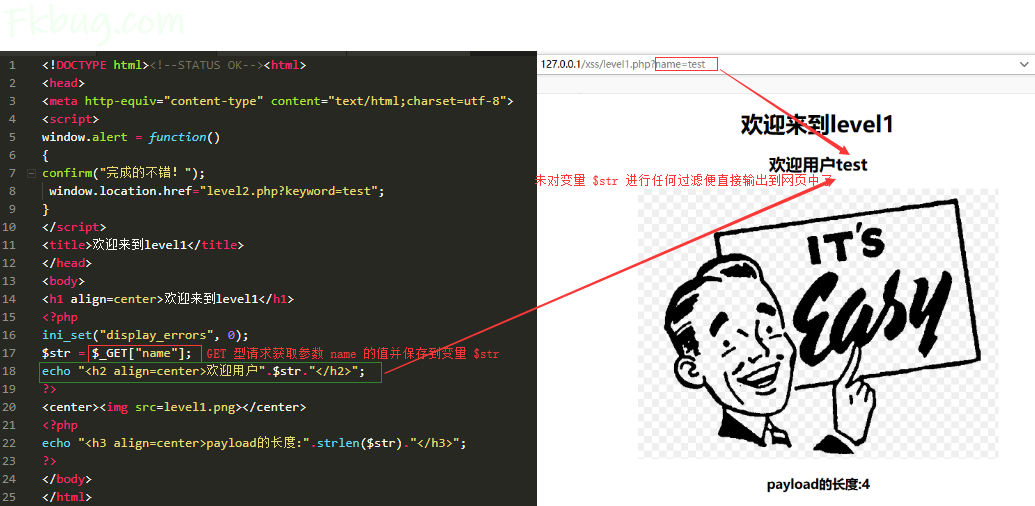 Fkbug.com
1 <!DOCTYPE html><!--STATUS OK--><html>
2 <head>
3 <meta http-equiv="content-type" content="text/html;charset=utf-8">
4 <script>
5 window.alert = function()
6 {
7 confirm("完成的不错！");
8  window.location.href="level2.php?keyword=test";
9 }
10 </script>
11 <title>欢迎来到level1</title>
12 </head>
13 <body>
14 <h1 align=center>欢迎来到level1</h1>
15 <?php
16 ini_set("display_errors", 0);
17 $str = $_GET["name"]; GET 型请求获取参数 name 的值并保存到变量 $str
18 echo "<h2 align=center>欢迎用户".$str."</h2>";
19 ?>
20 <center><img src=level1.png></center>
21 <?php
22 echo "<h3 align=center>payload的长度:".strlen($str)."</h3>";
23 ?>
24 </body>
25 </html>
127.0.0.1/xss/level1.php?name=test
欢迎来到level1
欢迎用户test
未对变量 $str 进行任何过滤便直接输出到网页中了
IT'S
Easy
payload的长度:4